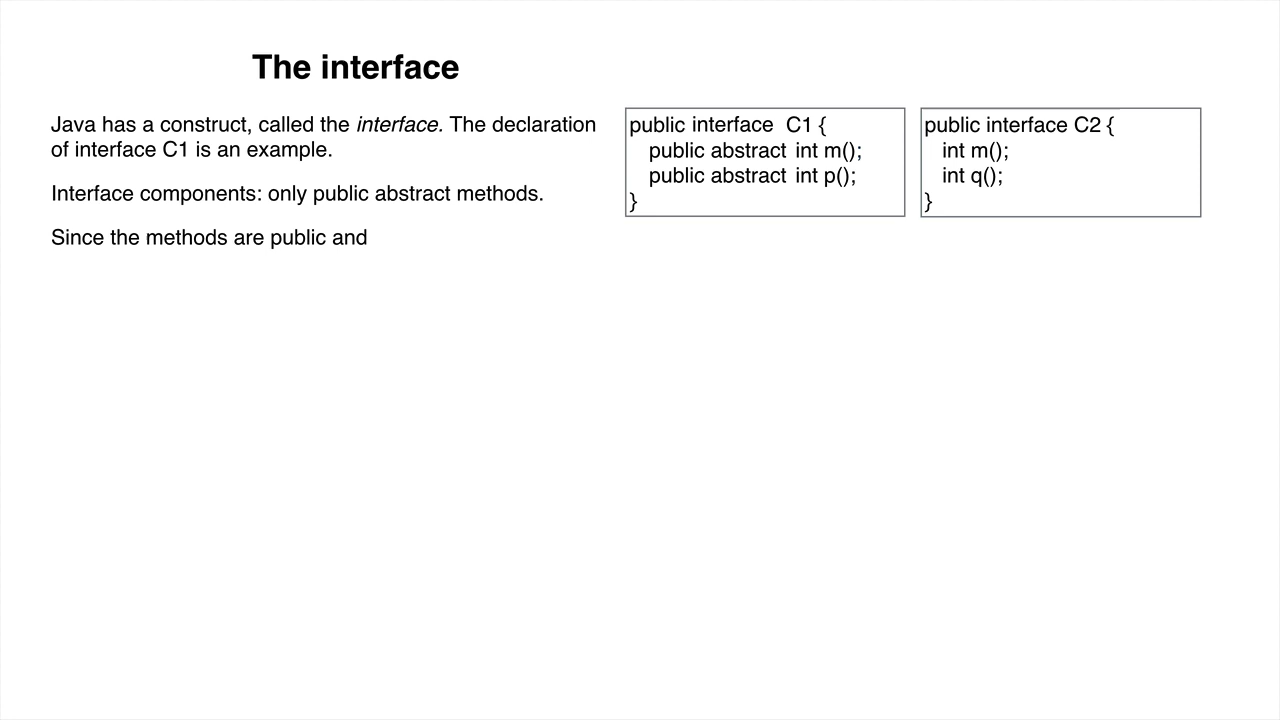 The interface
Java has a construct, called the interface. The declaration
of interface C1 is an example.
Interface components: only public abstract methods.
Since the methods are public and
public interface C1 {
public abstract int m();
public abstract int p();
}
public interface C2 {
int m();
int q();
}